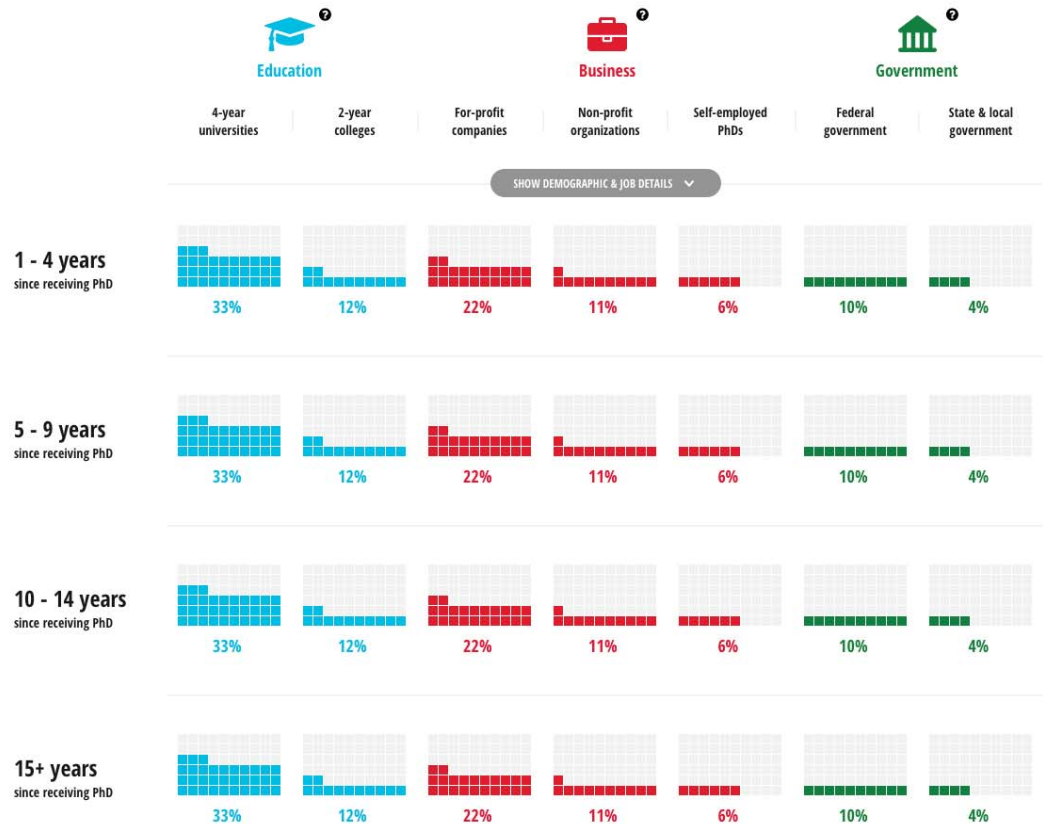 ? ? ?
Education Business Government
4-year 2-year For-profit Non-profit Self-employed Federal State & local
universities colleges companies organizations PhDs government government
SHOW DEMOGRAPHIC & JOB DETAILS
1 - 4 years
since receiving PhD
33% 12% 22% 11% 6% 10% 4%
5 - 9 years
since receiving PhD
33% 12% 22% 11% 6% 10% 4%
10 - 14 years
since receiving PhD
33% 12% 22% 11% 6% 10% 4%
15+ years
since receiving PhD
33% 12% 22% 11% 6% 10% 4%